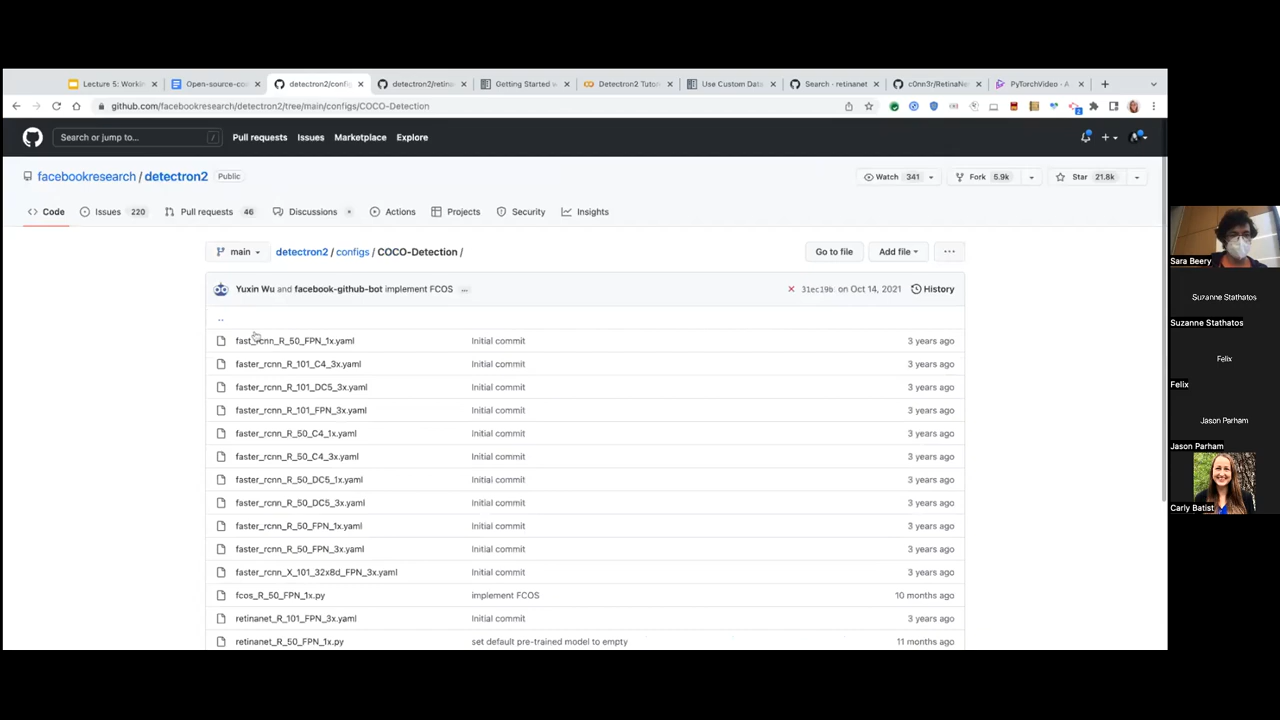 Lecture 5: Workin
Open-source-co
detectron2/config
detectron2/retin
Getting Started w
Detectron2 Tuto
Use Custom Data
Search · retinanet
c0nm3r/RetinaNe
PyTorchVideo · A
github.com/facebookresearch/detectron2/tree/main/configs/COCO-Detection
Search or jump to... /
Pull requests
Issues
Marketplace
Explore
facebookresearch / detectron2 Public
Watch 341
Fork 5.9k
Star 21.8k
Code
Issues 220
Pull requests 46
Discussions
Actions
Projects
Security
Insights
main
detectron2 / configs / COCO-Detection /
Go to file
Add file
Yuxin Wu and facebook-github-bot implement FCOS ...
31ec19b on Oct 14, 2021
History
..
fast_rcnn_R_50_FPN_1x.yaml Initial commit 3 years ago
faster_rcnn_R_101_C4_3x.yaml Initial commit 3 years ago
faster_rcnn_R_101_DC5_3x.yaml Initial commit 3 years ago
faster_rcnn_R_101_FPN_3x.yaml Initial commit 3 years ago
faster_rcnn_R_50_C4_1x.yaml Initial commit 3 years ago
faster_rcnn_R_50_C4_3x.yaml Initial commit 3 years ago
faster_rcnn_R_50_DC5_1x.yaml Initial commit 3 years ago
faster_rcnn_R_50_DC5_3x.yaml Initial commit 3 years ago
faster_rcnn_R_50_FPN_1x.yaml Initial commit 3 years ago
faster_rcnn_R_50_FPN_3x.yaml Initial commit 3 years ago
faster_rcnn_X_101_32x8d_FPN_3x.yaml Initial commit 3 years ago
fcos_R_50_FPN_1x.py implement FCOS 10 months ago
retinanet_R_101_FPN_3x.yaml Initial commit 3 years ago
retinanet_R_50_FPN_1x.py set default pre-trained model to empty 11 months ago
Sara Beery
Suzanne Stathatos
Suzanne Stathatos
Felix
Felix
Jason Parham
Jason Parham
Carly Batist